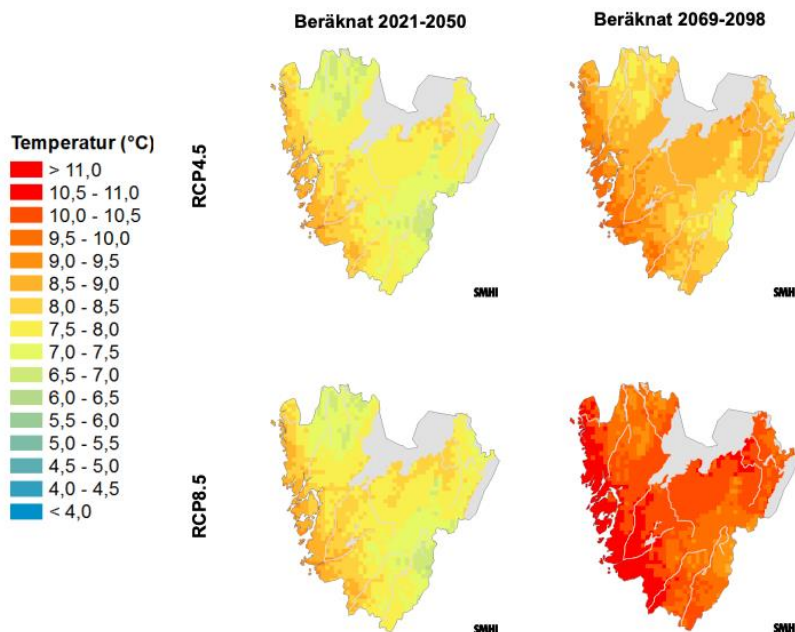 Beräknat 2021-2050
Beräknat 2069-2098
Temperatur (°C)
> 11,0
10,5 - 11,0
10,0 - 10,5
9,5 - 10,0
9,0 - 9,5
8,5 - 9,0
8,0 - 8,5
7,5 - 8,0
7,0 - 7,5
6,5 - 7,0
6,0 - 6,5
5,5 - 6,0
5,0 - 5,5
4,5 - 5,0
4,0 - 4,5
< 4,0
RCP4.5
SMHI
SMHI
RCP8.5
SMHI
SMHI